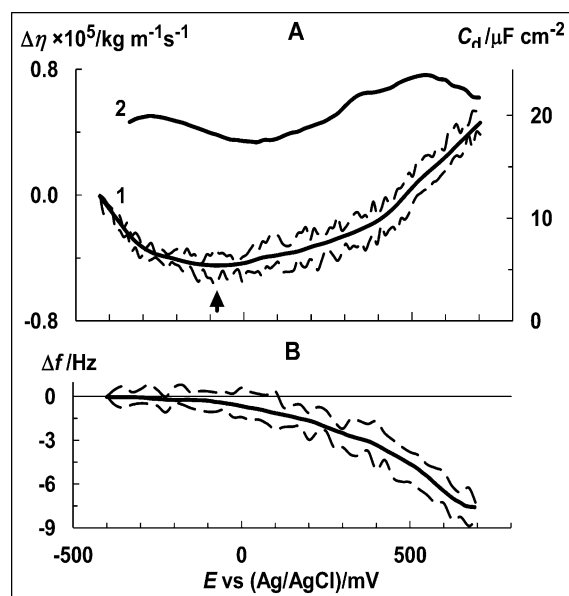 A
Δη ×10⁵/kg m⁻¹s⁻¹
C_d /μF cm⁻²
0.8
2
20
0.0
1
10
-0.8
0
B
Δf /Hz
0
-3
-6
-9
-500
0
500
E vs (Ag/AgCl)/mV